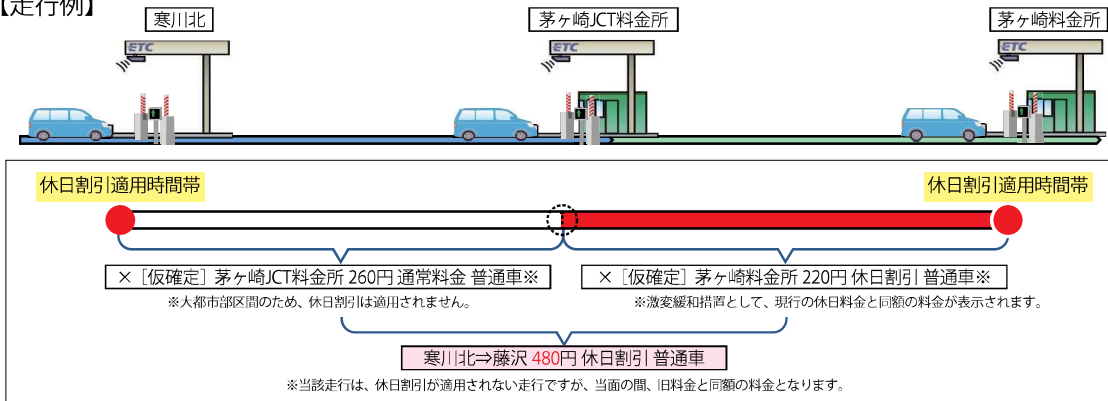 【走行例】
寒川北
茅ヶ崎JCT料金所
茅ヶ崎料金所
ETC
ETC
ETC
休日割引適用時間帯
休日割引適用時間帯
×［仮確定］茅ヶ崎JCT料金所 260円 通常料金 普通車※
×［仮確定］茅ヶ崎料金所 220円 休日割引 普通車※
※大都市部区間のため、休日割引は適用されません。
※激変緩和措置として、現行の休日料金と同額の料金が表示されます。
寒川北⇒藤沢 480円 休日割引 普通車
※当該走行は、休日割引が適用されない走行ですが、当面の間、旧料金と同額の料金となります。